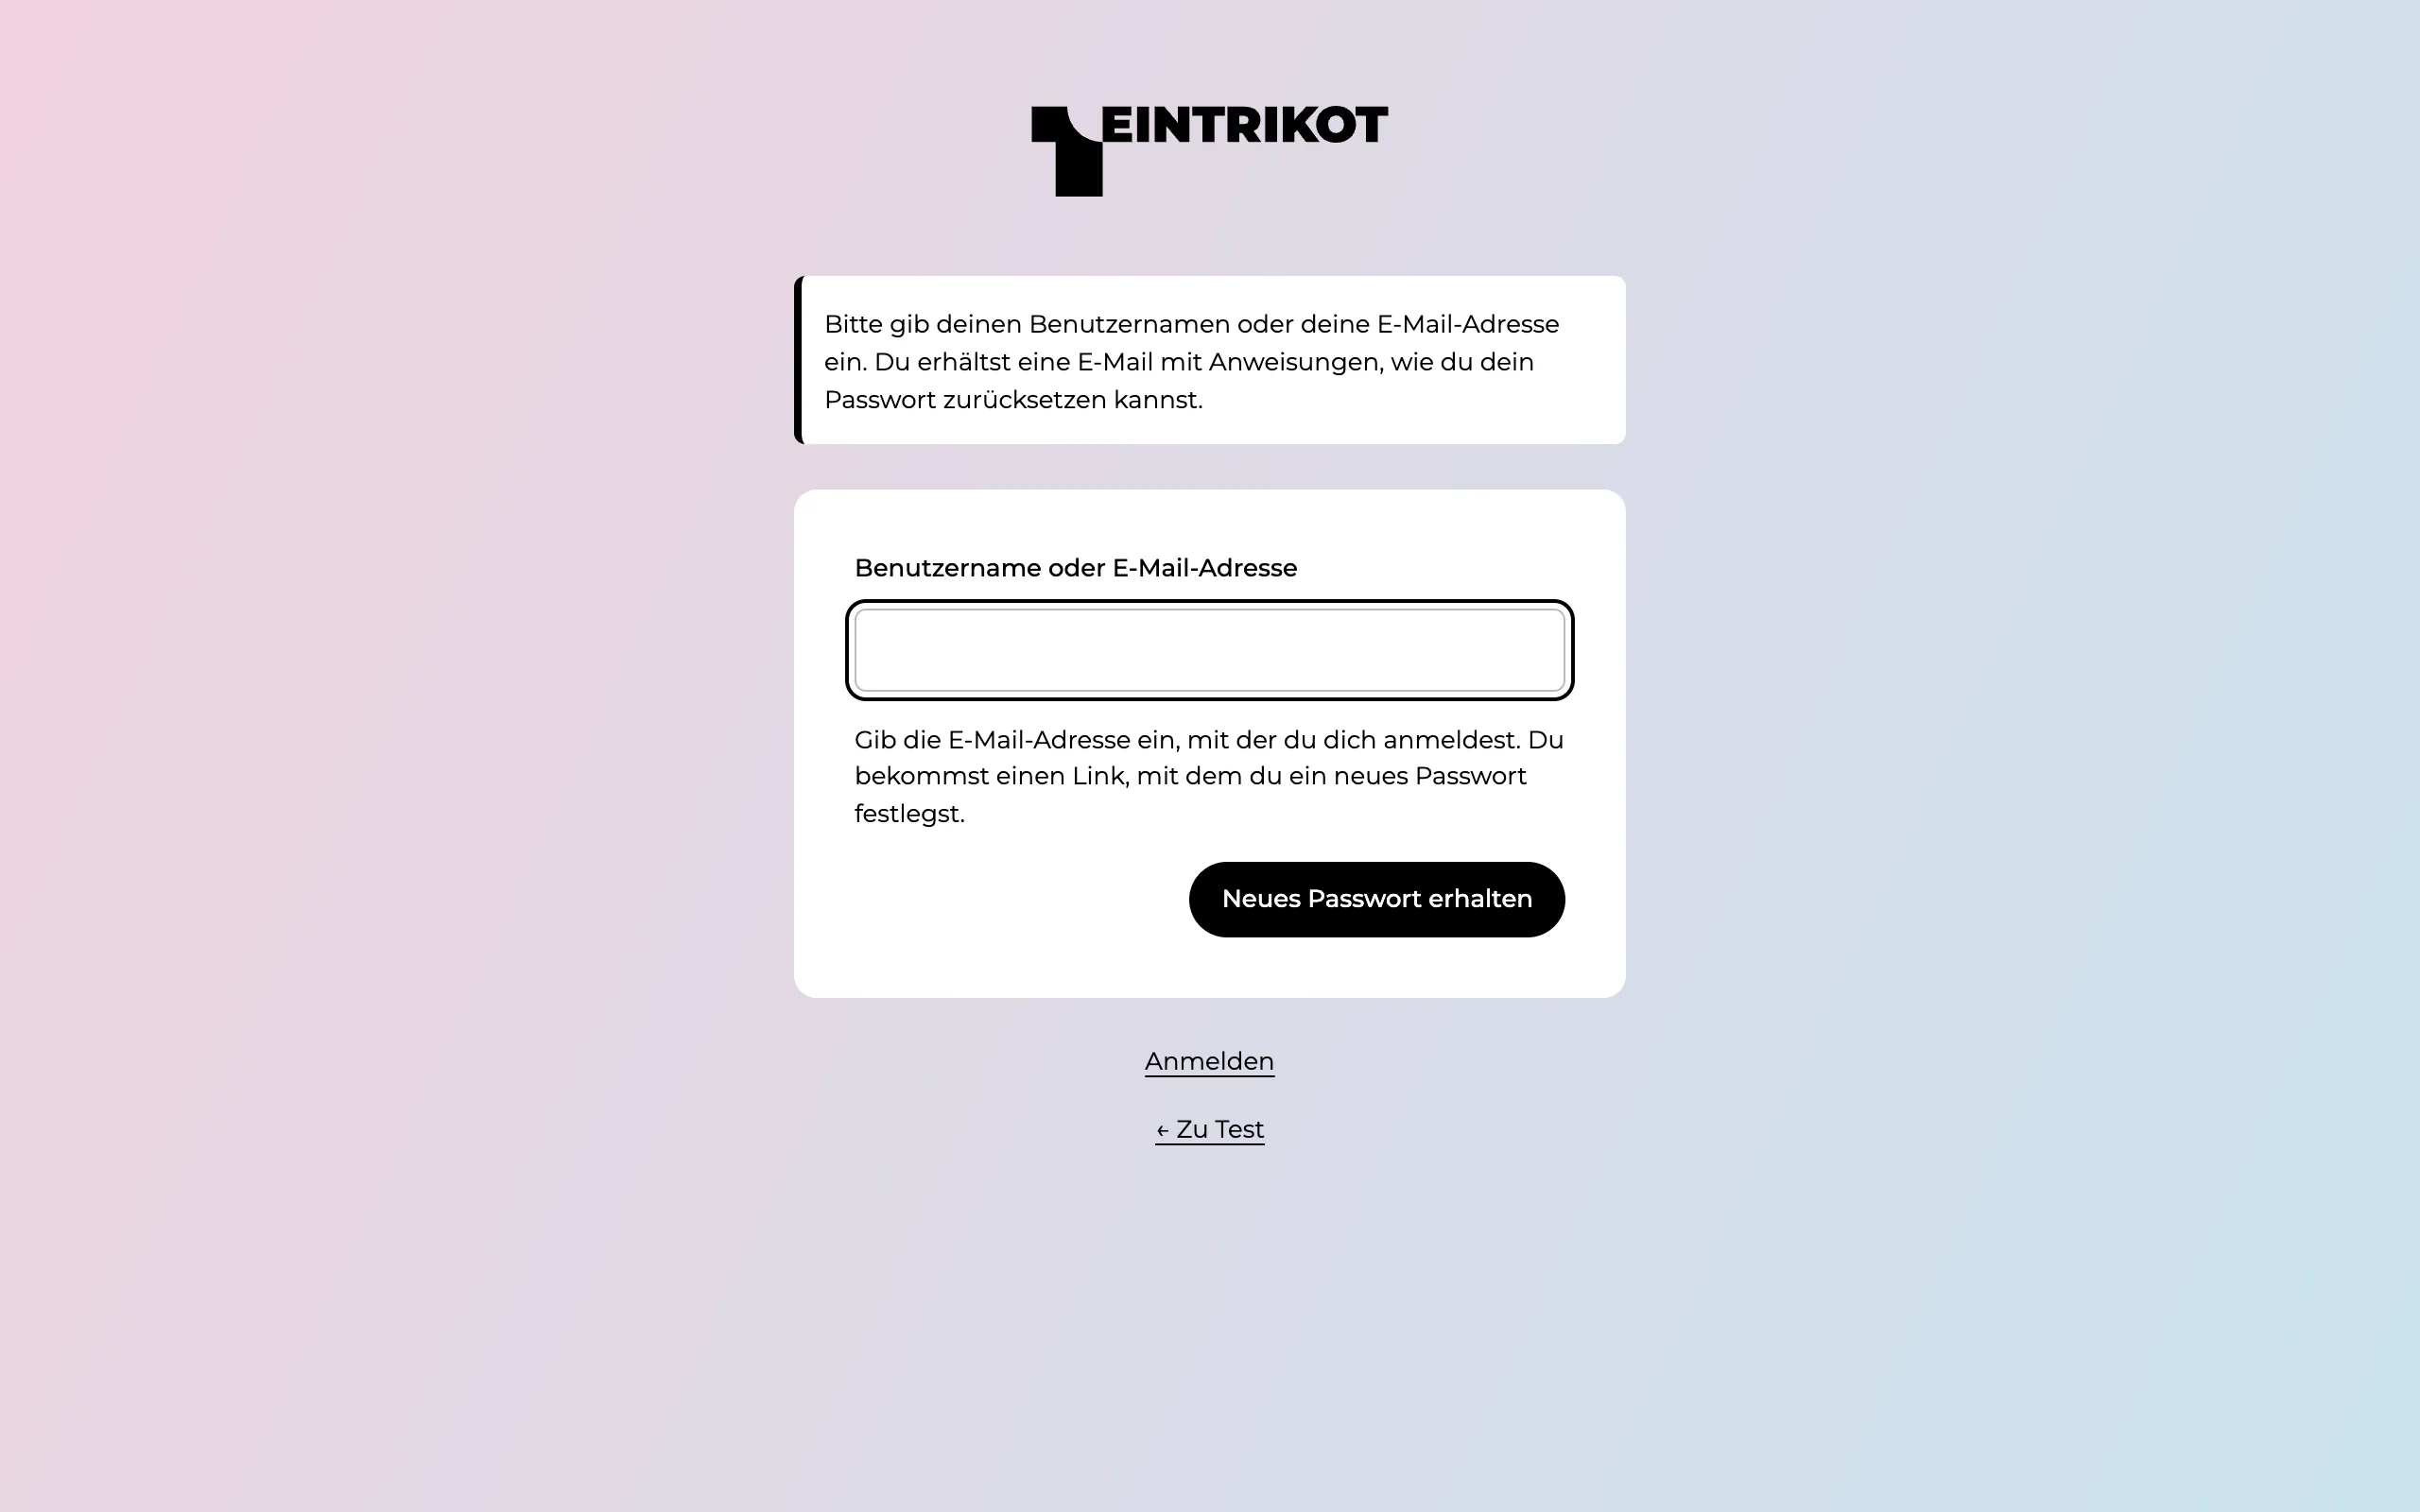 EINTRIKOT
Bitte gib deinen Benutzernamen oder deine E-Mail-Adresse
ein. Du erhältst eine E-Mail mit Anweisungen, wie du dein
Passwort zurücksetzen kannst.
Benutzername oder E-Mail-Adresse
Gib die E-Mail-Adresse ein, mit der du dich anmeldest. Du
bekommst einen Link, mit dem du ein neues Passwort
festlegst.
Neues Passwort erhalten
Anmelden
← Zu Test